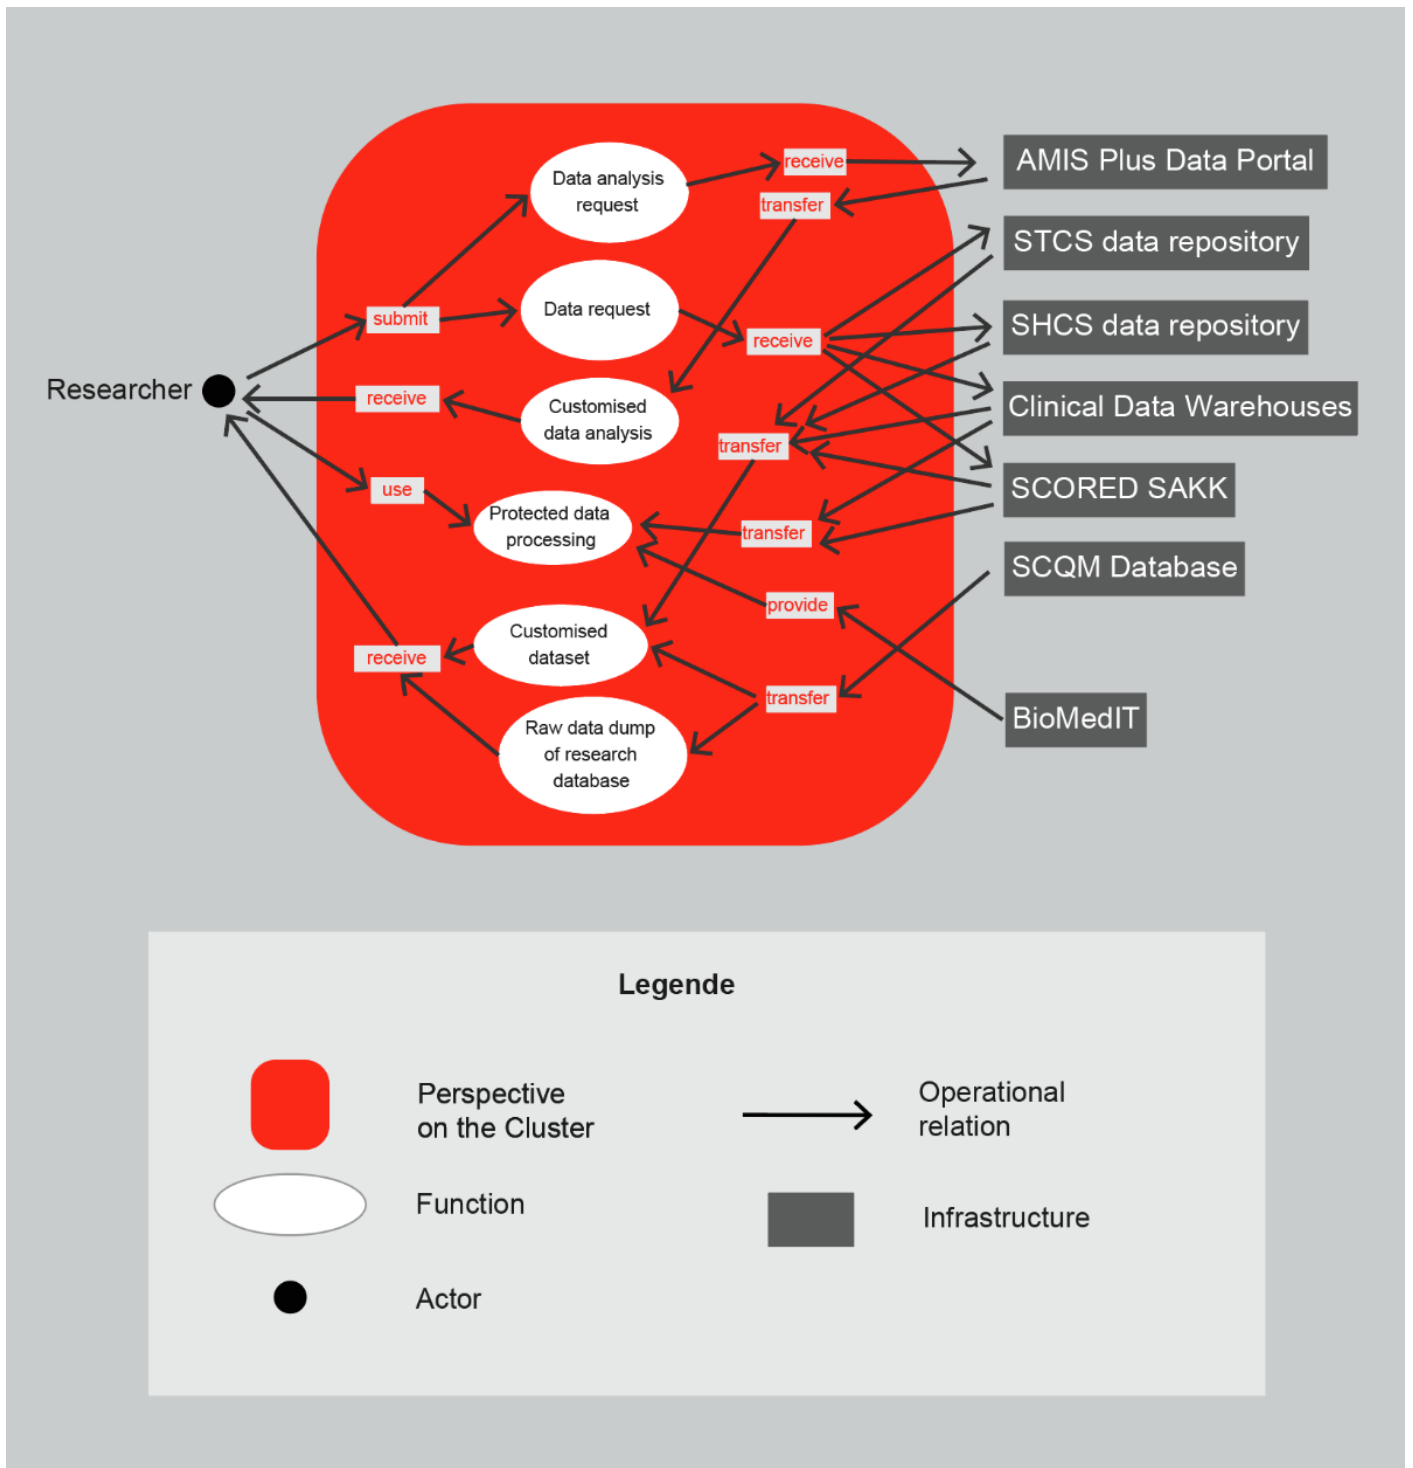 receive
AMIS Plus Data Portal
Data analysis
request
transfer
STCS data repository
submit
Data request
receive
SHCS data repository
Researcher
receive
Customised
data analysis
Clinical Data Warehouses
transfer
use
SCORED SAKK
Protected data
processing
transfer
SCQM Database
provide
Customised
dataset
receive
transfer
BioMedIT
Raw data dump
of research
database
Legende
Perspective
on the Cluster
Operational
relation
Function
Infrastructure
Actor